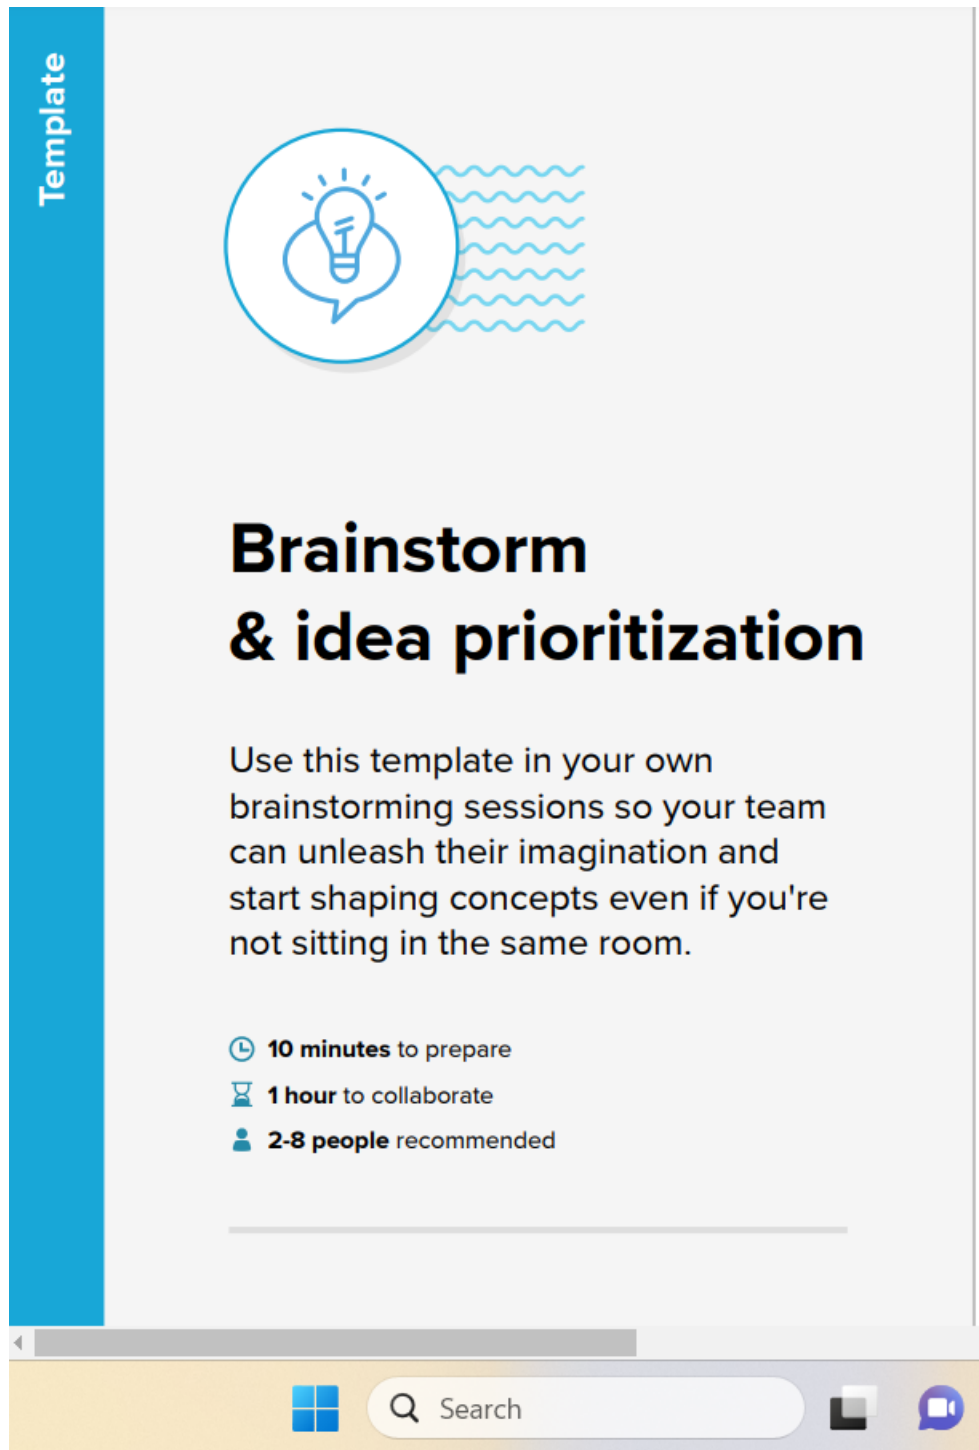 Template
Brainstorm
& idea prioritization
Use this template in your own
brainstorming sessions so your team
can unleash their imagination and
start shaping concepts even if you're
not sitting in the same room.
10 minutes to prepare
1 hour to collaborate
2-8 people recommended
Search